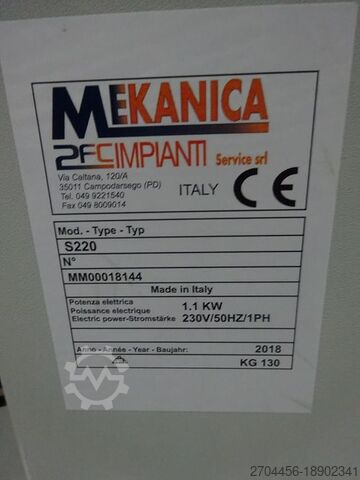 MEKANICA
2FC IMPIANTI Service srl
Via Caltana, 120/A
35011 Campodarsego (PD)
Tel. 049 9221540
Fax 049 8009014
ITALY CE
Mod. - Type - Typ
S220
N°
MM00018144
Made in Italy
Potenza elettrica
Poissance electrique 1.1 KW
Electric power-Stromstärke 230V/50HZ/1PH
Anno - Année - Year - Baujahr: 2018
KG 130
2704456-18902341